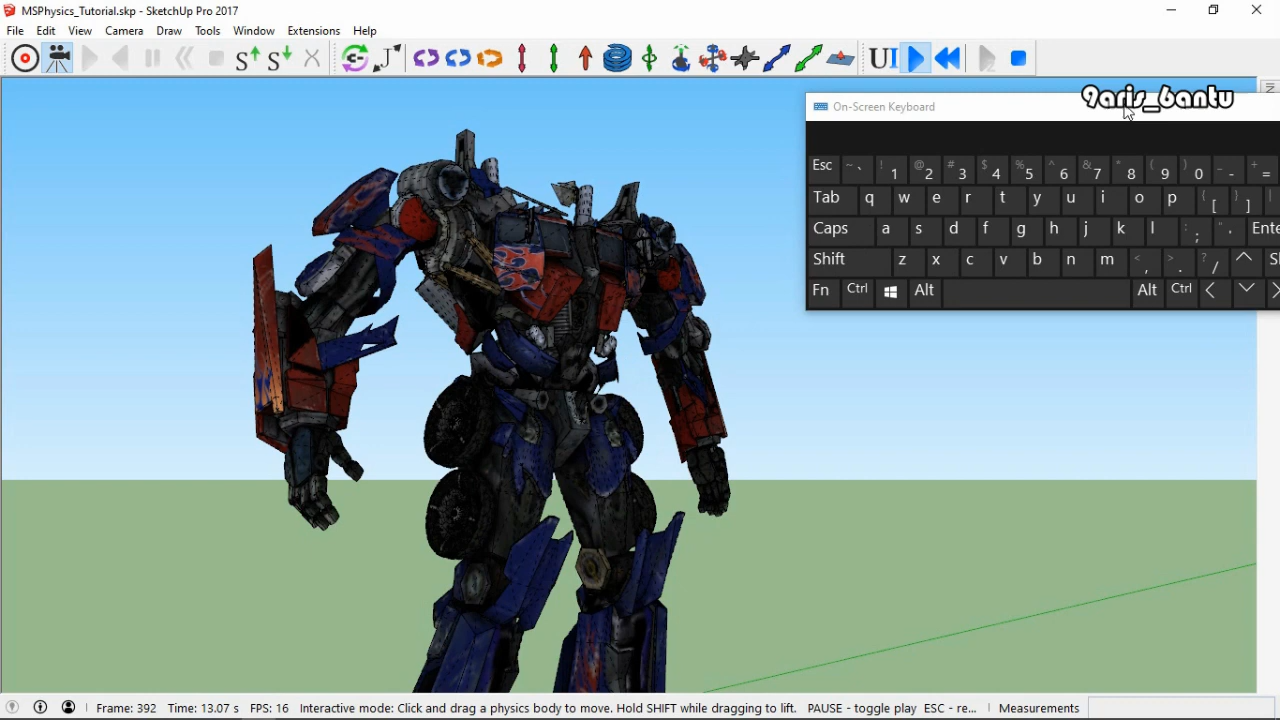 MSPhysics_Tutorial.skp - SketchUp Pro 2017
File Edit View Camera Draw Tools Window Extensions Help
UI
9aris_6antu
On-Screen Keyboard
Esc ~ ` ! 1 @ 2 # 3 $ 4 % 5 ^ 6 & 7 * 8 ( 9 ) 0 _ - + =
Tab q w e r t y u i o p { [ } ] |
Caps a s d f g h j k l : ; " ' Ente
Shift z x c v b n m < , > . ? / S
Fn Ctrl Alt Alt Ctrl
Frame: 392 Time: 13.07 s FPS: 16 Interactive mode: Click and drag a physics body to move. Hold SHIFT while dragging to lift. PAUSE - toggle play ESC - re... Measurements